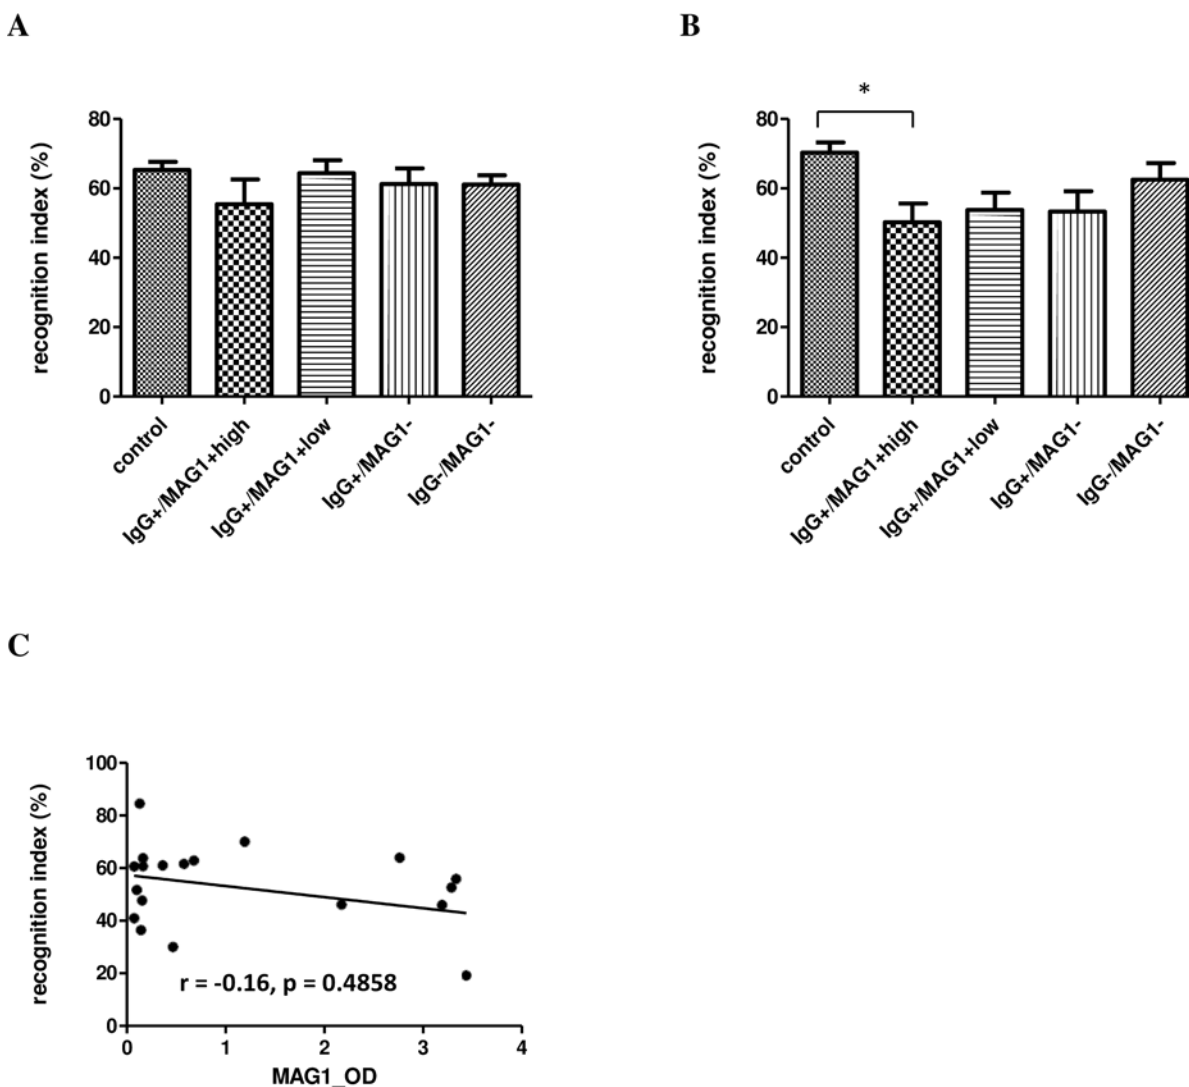 A
recognition index (%)
80
60
40
20
0
control
IgG+/MAG1+high
IgG+/MAG1+low
IgG+/MAG1-
IgG-/MAG1-
B
*
recognition index (%)
80
60
40
20
0
control
IgG+/MAG1+high
IgG+/MAG1+low
IgG+/MAG1-
IgG-/MAG1-
C
recognition index (%)
100
80
60
40
20
0
r = -0.16, p = 0.4858
0 1 2 3 4
MAG1_OD